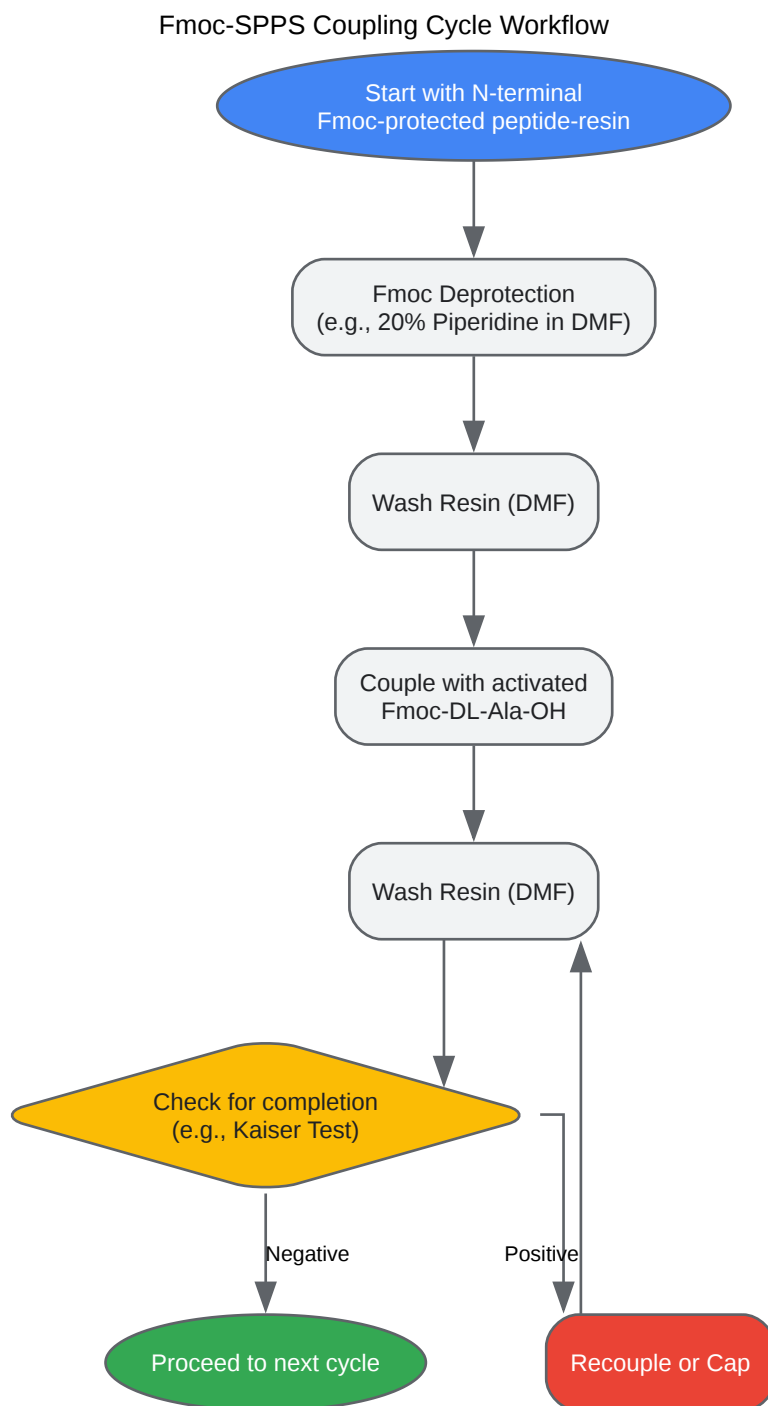 Fmoc-SPPS Coupling Cycle Workflow
Start with N-terminal
Fmoc-protected peptide-resin
Fmoc Deprotection
(e.g., 20% Piperidine in DMF)
Wash Resin (DMF)
Couple with activated
Fmoc-DL-Ala-OH
Wash Resin (DMF)
Check for completion
(e.g., Kaiser Test)
Negative
Positive
Proceed to next cycle
Recouple or Cap